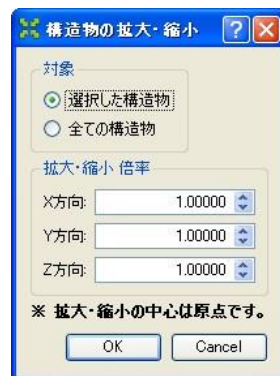 構造物の拡大・縮小
対象
選択した構造物
全ての構造物
拡大・縮小 倍率
X方向: 1.00000
Y方向: 1.00000
Z方向: 1.00000
※ 拡大・縮小の中心は原点です。
OK Cancel